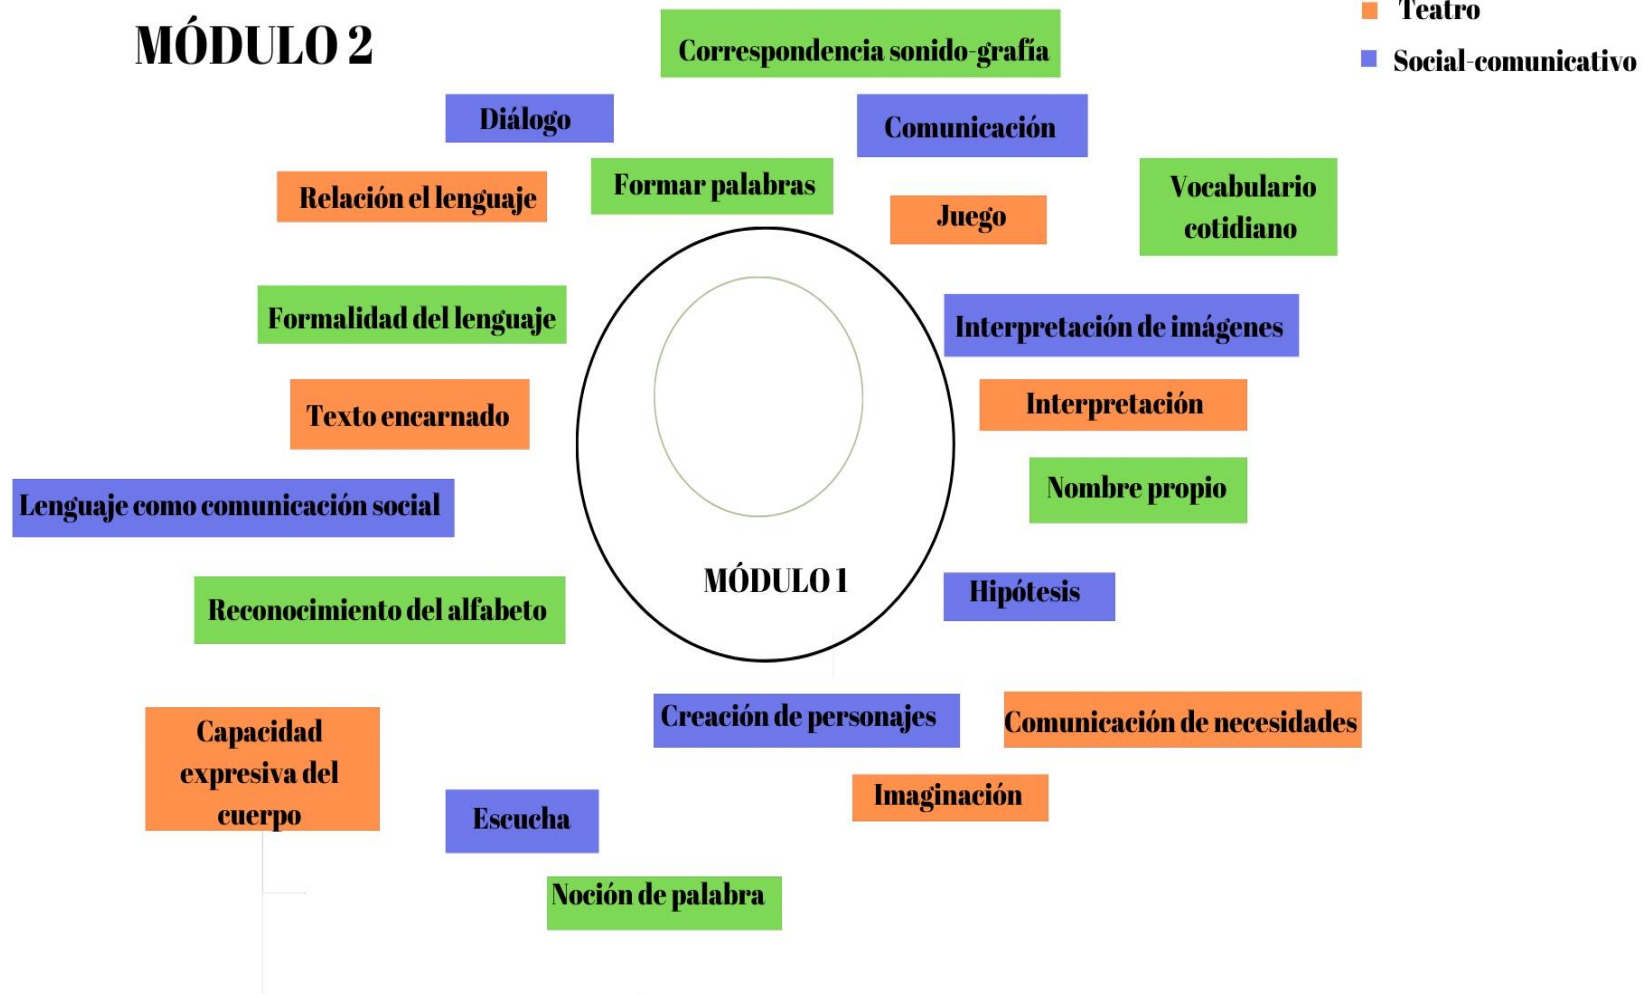 Teatro
Social-comunicativo
MÓDULO 2
Correspondencia sonido-grafía
Diálogo
Comunicación
Formar palabras
Vocabulario
cotidiano
Relación el lenguaje
Juego
Formalidad del lenguaje
Interpretación de imágenes
Texto encarnado
Interpretación
Lenguaje como comunicación social
Nombre propio
MÓDULO 1
Hipótesis
Reconocimiento del alfabeto
Creación de personajes
Comunicación de necesidades
Capacidad
expresiva del
cuerpo
Imaginación
Escucha
Noción de palabra